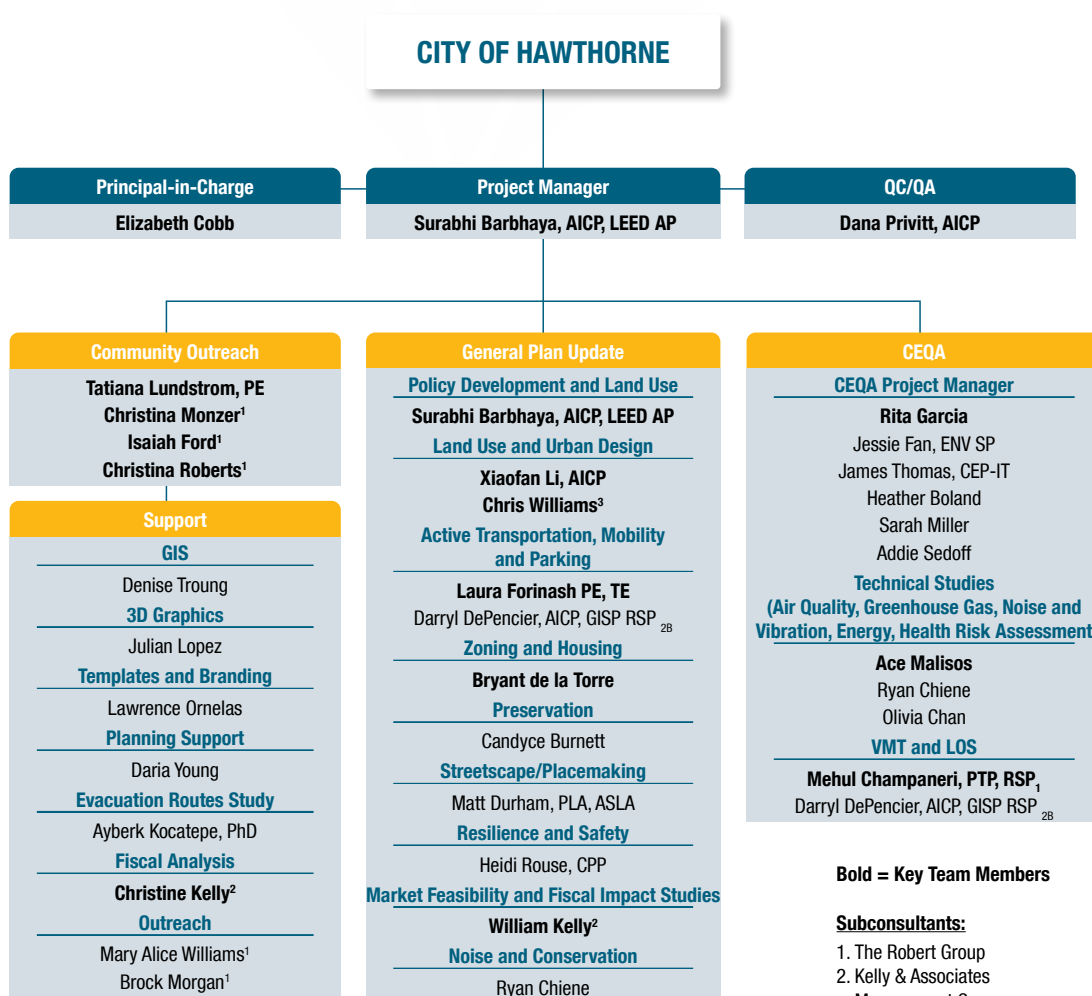 CITY OF HAWTHORNE
Principal-in-Charge
Elizabeth Cobb
Project Manager
Surabhi Barbhaya, AICP, LEED AP
QC/QA
Dana Privitt, AICP
Community Outreach
Tatiana Lundstrom, PE
Christina Monzer¹
Isaiah Ford¹
Christina Roberts¹
Support
GIS
Denise Troung
3D Graphics
Julian Lopez
Templates and Branding
Lawrence Ornelas
Planning Support
Daria Young
Evacuation Routes Study
Ayberk Kocatepe, PhD
Fiscal Analysis
Christine Kelly²
Outreach
Mary Alice Williams¹
Brock Morgan¹
General Plan Update
Policy Development and Land Use
Surabhi Barbhaya, AICP, LEED AP
Land Use and Urban Design
Xiaofan Li, AICP
Chris Williams³
Active Transportation, Mobility
and Parking
Laura Forinash PE, TE
Darryl DePencier, AICP, GISP RSP 2B
Zoning and Housing
Bryant de la Torre
Preservation
Candyce Burnett
Streetscape/Placemaking
Matt Durham, PLA, ASLA
Resilience and Safety
Heidi Rouse, CPP
Market Feasibility and Fiscal Impact Studies
William Kelly²
Noise and Conservation
Ryan Chiene
CEQA
CEQA Project Manager
Rita Garcia
Jessie Fan, ENV SP
James Thomas, CEP-IT
Heather Boland
Sarah Miller
Addie Sedoff
Technical Studies
(Air Quality, Greenhouse Gas, Noise and
Vibration, Energy, Health Risk Assessment
Ace Malisos
Ryan Chiene
Olivia Chan
VMT and LOS
Mehul Champaneri, PTP, RSP₁
Darryl DePencier, AICP, GISP RSP 2B
Bold = Key Team Members
Subconsultants:
1. The Robert Group
2. Kelly & Associates